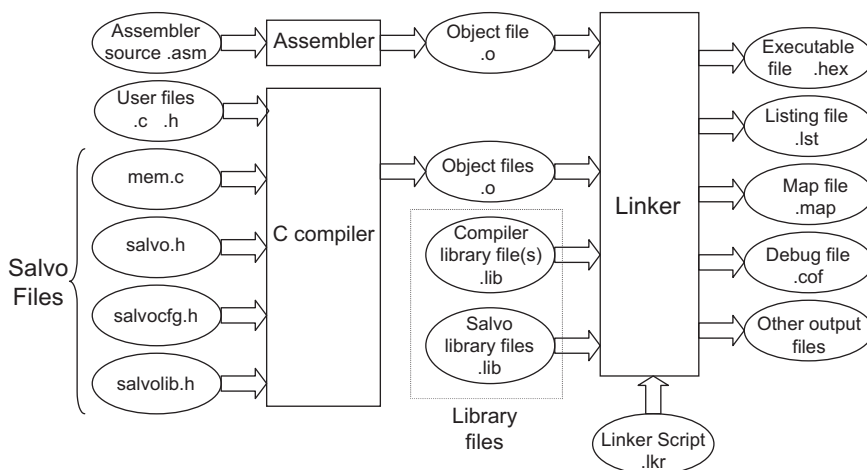 Assembler
source .asm
Assembler
Object file
.o
Executable
file .hex
User files
.c .h
Listing file
.lst
mem.c
Object files
.o
Map file
.map
Linker
C compiler
Compiler
library file(s)
.lib
salvo.h
Debug file
.cof
Salvo
Files
salvocfg.h
Salvo
library files
.lib
Other output
files
salvolib.h
Library
files
Linker Script
.lkr